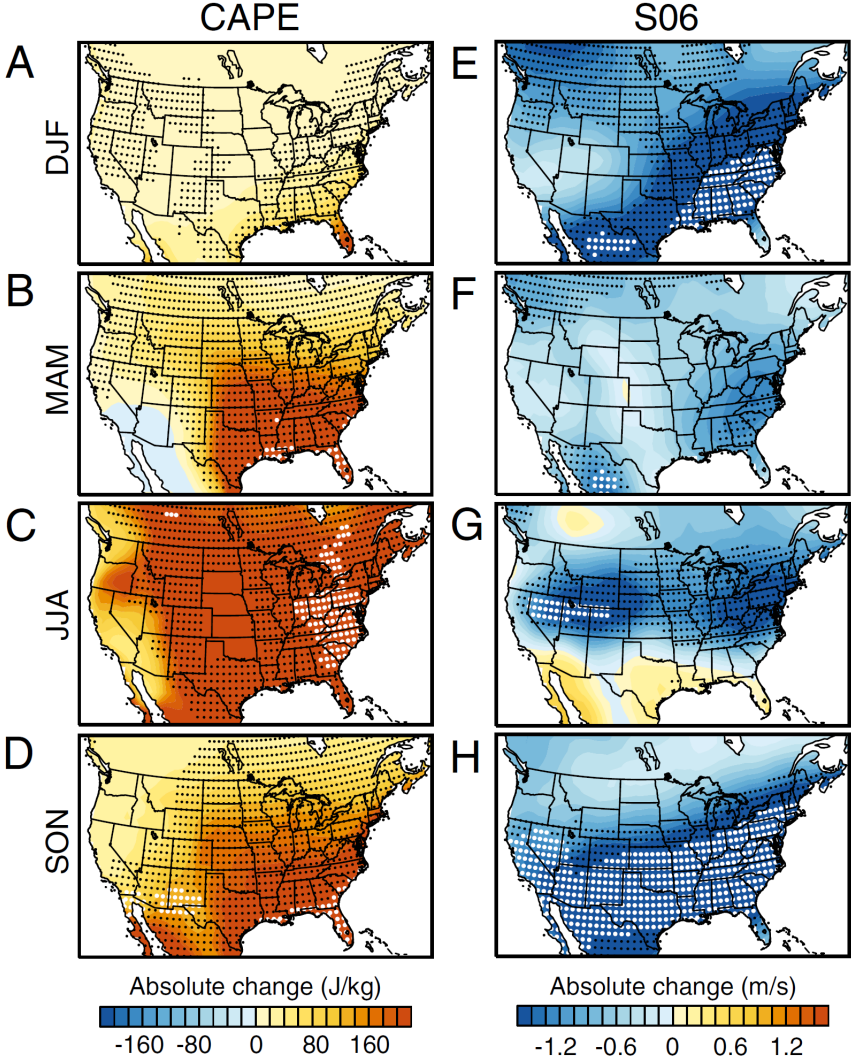 CAPE S06
A E
DJF
B F
MAM
C G
JJA
D H
SON
Absolute change (J/kg) Absolute change (m/s)
-160 -80 0 80 160 -1.2 -0.6 0 0.6 1.2